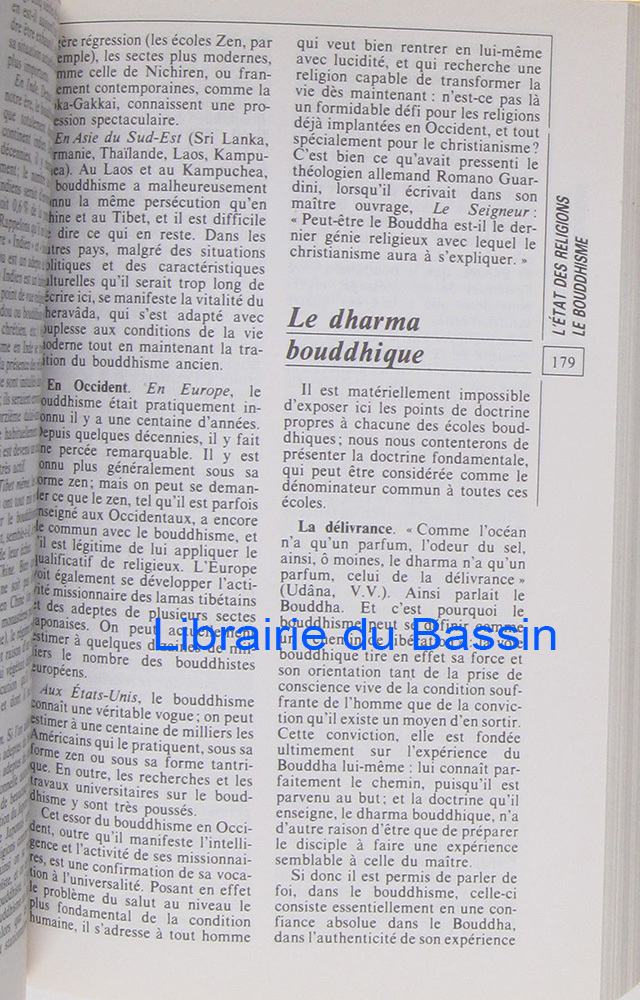 gère régression (les écoles Zen, par
emple), les sectes plus modernes,
mme celle de Nichiren, ou fran-
ement contemporaines, comme la
ka-Gakkai, connaissent une pro-
ession spectaculaire.
En Asie du Sud-Est (Sri Lanka,
rmanie, Thaïlande, Laos, Kampu-
ea). Au Laos et au Kampuchea,
bouddhisme a malheureusement
nnu la même persécution qu'en
hine et au Tibet, et il est difficile
dire ce qui en reste. Dans les
tres pays, malgré des situations
olitiques et des caractéristiques
ulturelles qu'il serait trop long de
écrire ici, se manifeste la vitalité du
heravâda, qui s'est adapté avec
ouplesse aux conditions de la vie
oderne tout en maintenant la tra-
ition du bouddhisme ancien.
En Occident. En Europe, le
ouddhisme était pratiquement in-
onnu il y a une centaine d'années.
Depuis quelques décennies, il y fait
ne percée remarquable. Il y est
onnu plus généralement sous sa
orme zen; mais on peut se deman-
er ce que le zen, tel qu'il est parfois
nseigné aux Occidentaux, a encore
e commun avec le bouddhisme, et
'il est légitime de lui appliquer le
ualificatif de religieux. L'Europe
oit également se développer l'acti-
vité missionnaire des lamas tibétains
et des adeptes de plusieurs sectes
japonaises. On peut actuellement
estimer à quelques dizaines de mil-
liers le nombre des bouddhistes
européens.
Aux États-Unis, le bouddhisme
connaît une véritable vogue; on peut
estimer à une centaine de milliers les
Américains qui le pratiquent, sous sa
forme zen ou sous sa forme tantri-
que. En outre, les recherches et les
travaux universitaires sur le boud-
dhisme y sont très poussés.
Cet essor du bouddhisme en Occi-
dent, outre qu'il manifeste l'intelli-
gence et l'activité de ses missionnai-
res, est une confirmation de sa voca-
tion à l'universalité. Posant en effet
le problème du salut au niveau le
plus fondamental de la condition
humaine, il s'adresse à tout homme
qui veut bien rentrer en lui-même
avec lucidité, et qui recherche une
religion capable de transformer la
vie dès maintenant : n'est-ce pas là
un formidable défi pour les religions
déjà implantées en Occident, et tout
spécialement pour le christianisme?
C'est bien ce qu'avait pressenti le
théologien allemand Romano Guar-
dini, lorsqu'il écrivait dans son
maître ouvrage, Le Seigneur :
« Peut-être le Bouddha est-il le der-
nier génie religieux avec lequel le
christianisme aura à s'expliquer. »
Le dharma
bouddhique
Il est matériellement impossible
d'exposer ici les points de doctrine
propres à chacune des écoles boud-
dhiques; nous nous contenterons de
présenter la doctrine fondamentale,
qui peut être considérée comme le
dénominateur commun à toutes ces
écoles.
La délivrance. « Comme l'océan
n'a qu'un parfum, l'odeur du sel,
ainsi, ô moines, le dharma n'a qu'un
parfum, celui de la délivrance »
(Udâna, V.V.). Ainsi parlait le
Bouddha. Et c'est pourquoi le
bouddhisme peut se définir comme
un chemin de libération : la voie
bouddhique tire en effet sa force et
son orientation tant de la prise de
conscience vive de la condition souf-
frante de l'homme que de la convic-
tion qu'il existe un moyen d'en sortir.
Cette conviction, elle est fondée
ultimement sur l'expérience du
Bouddha lui-même : lui connaît par-
faitement le chemin, puisqu'il est
parvenu au but; et la doctrine qu'il
enseigne, le dharma bouddhique, n'a
d'autre raison d'être que de préparer
le disciple à faire une expérience
semblable à celle du maître.
Si donc il est permis de parler de
foi, dans le bouddhisme, celle-ci
consiste essentiellement en une con-
fiance absolue dans le Bouddha,
dans l'authenticité de son expérience
L'ÉTAT DES RELIGIONS
LE BOUDDHISME
179
Librairie du Bassin